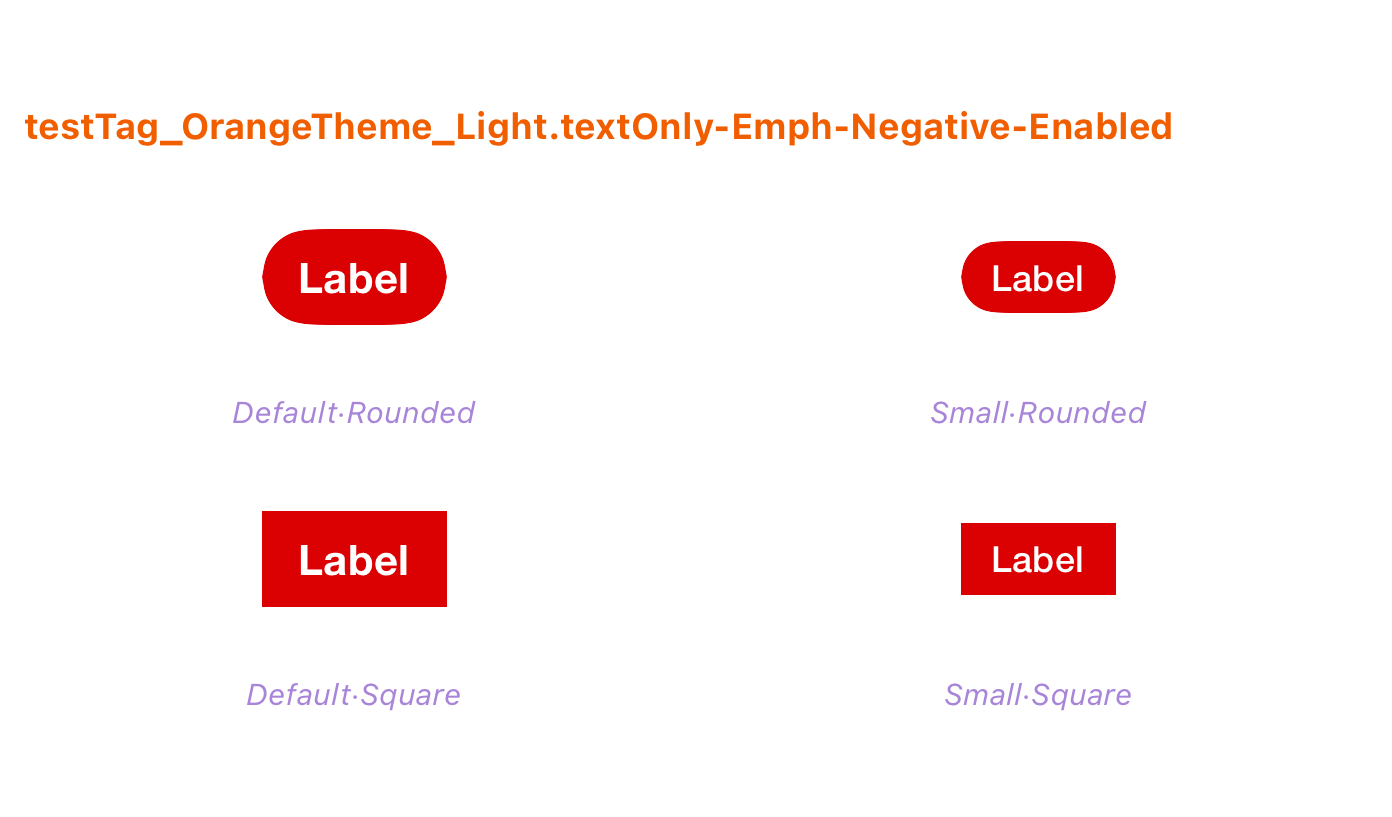 testTag_OrangeTheme_Light.textOnly-Emph-Negative-Enabled
Label
Label
Default·Rounded
Small·Rounded
Label
Label
Default·Square
Small·Square